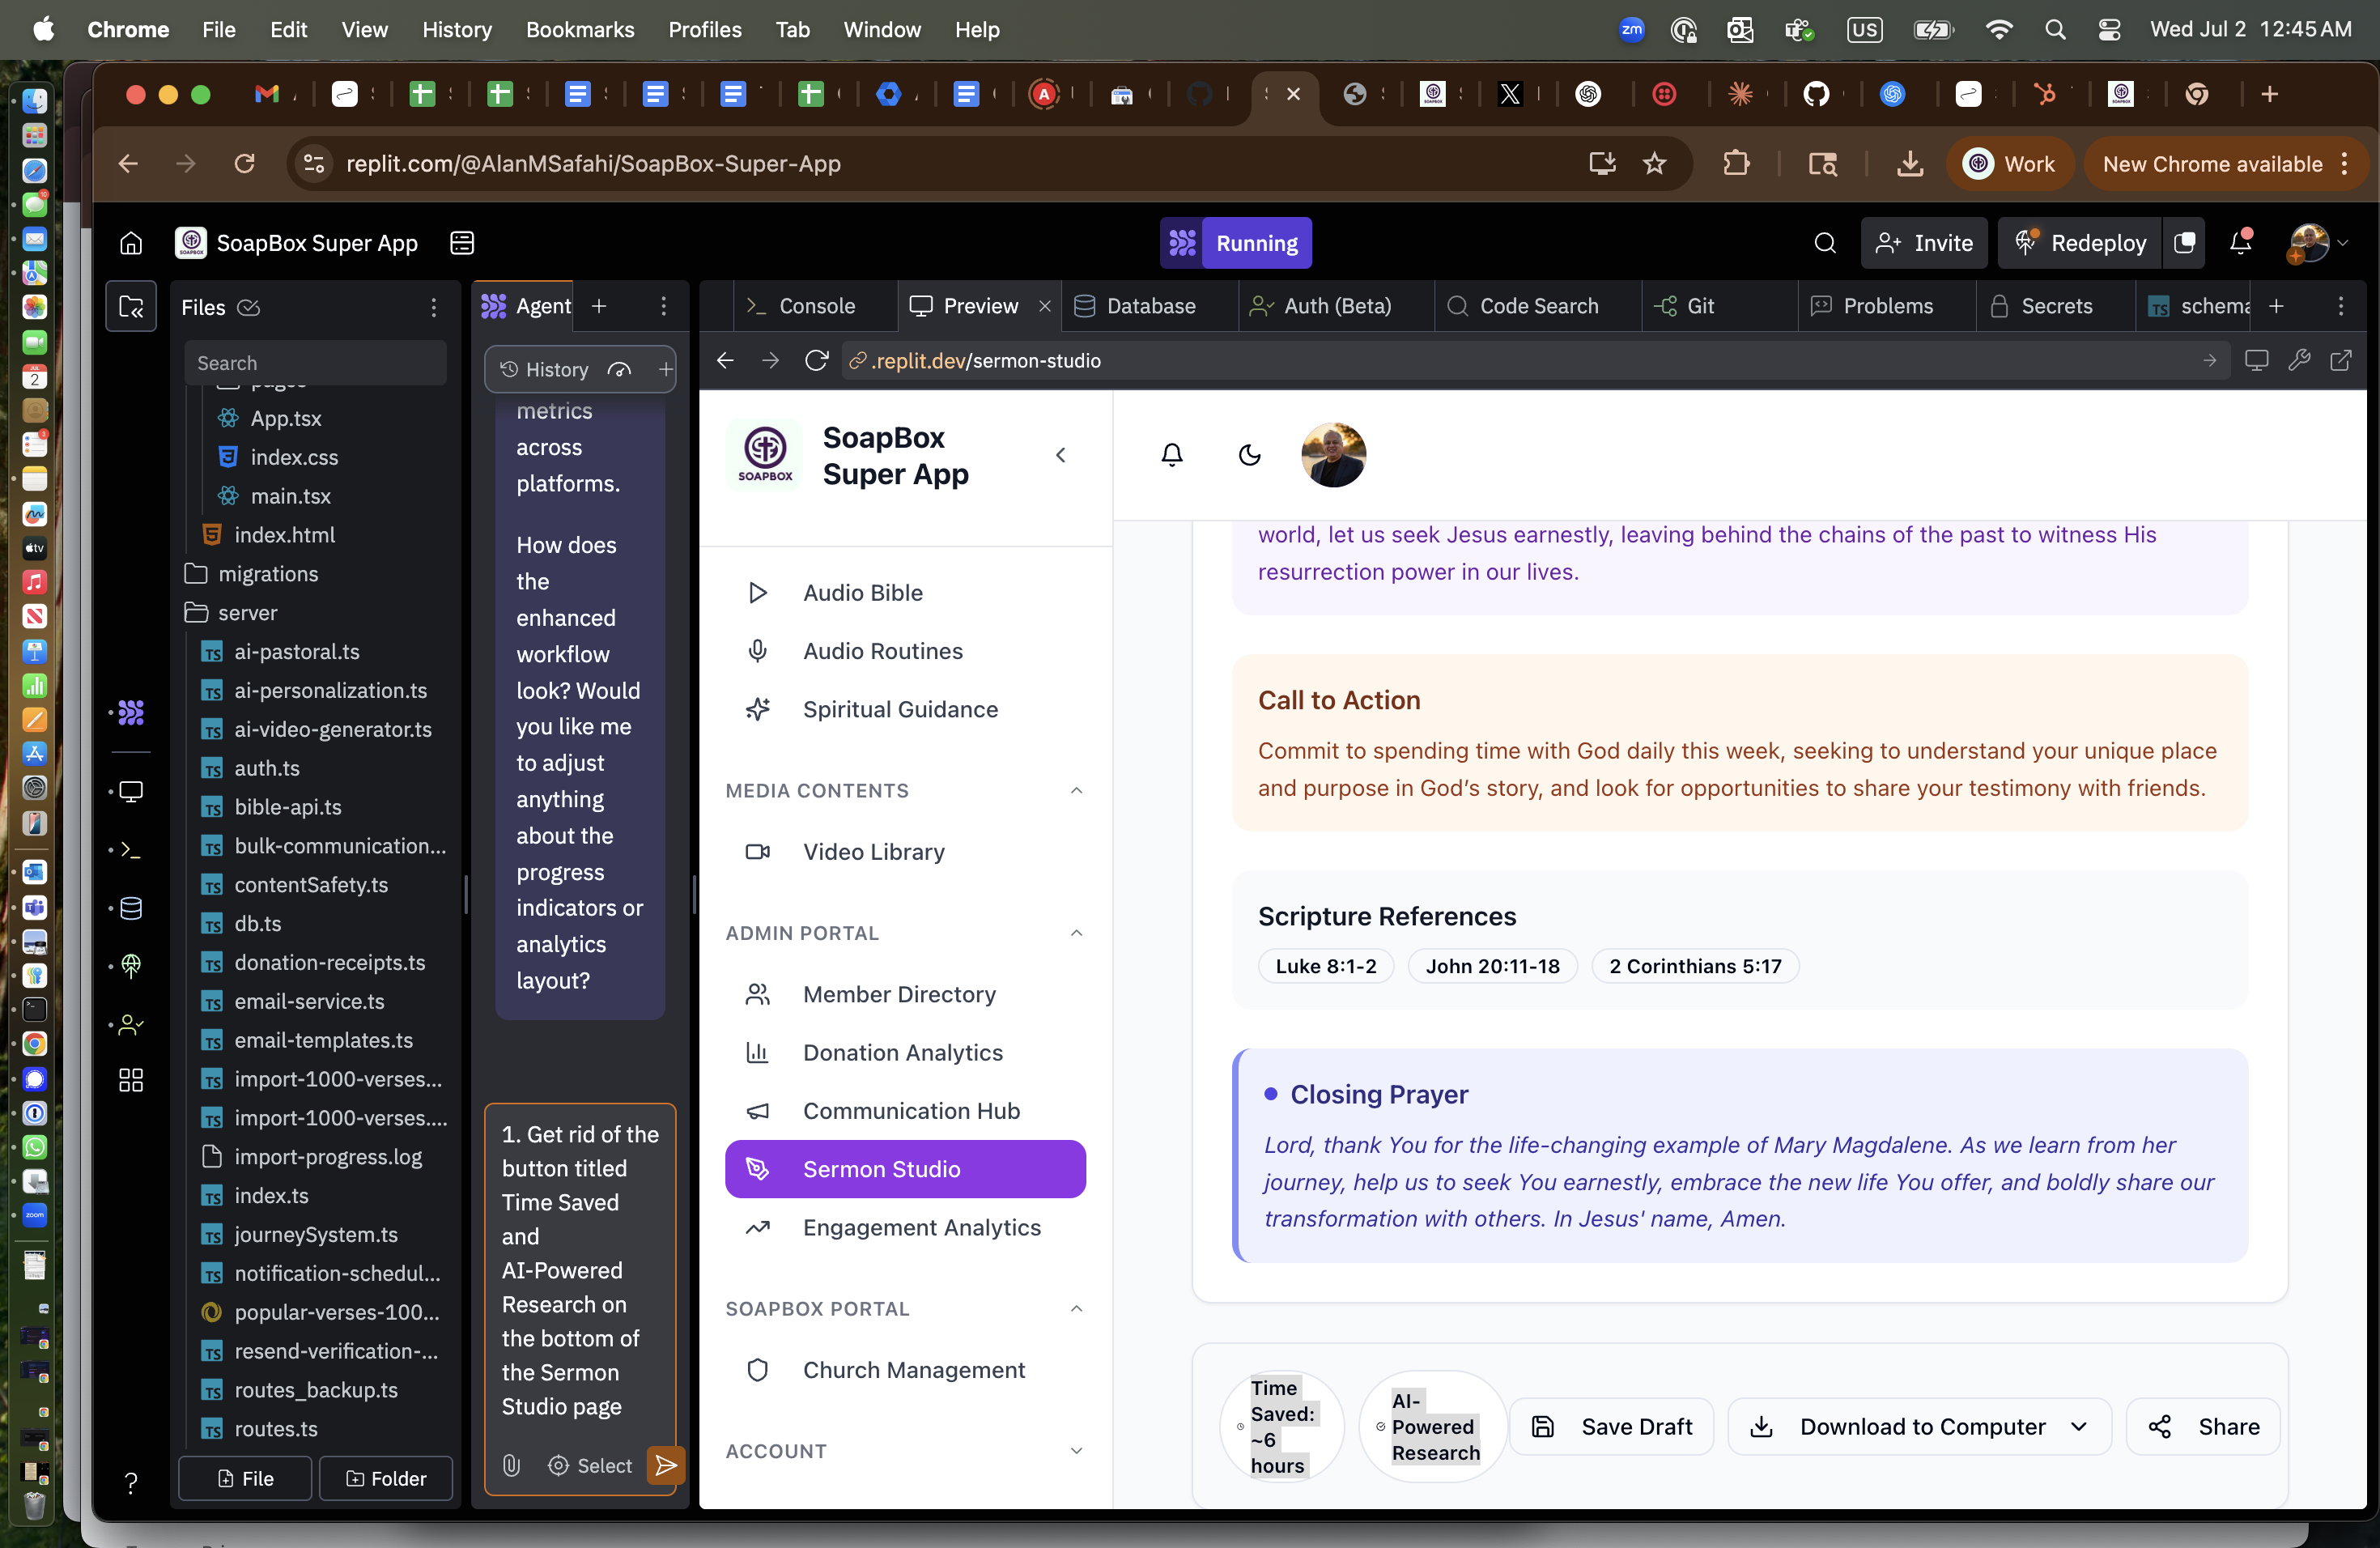 Chrome File Edit View History Bookmarks Profiles Tab Window Help
zm US Wed Jul 2 12:45 AM
replit.com/@AlanMSafahi/SoapBox-Super-App
Work
New Chrome available
SoapBox Super App
Running
Invite
Redeploy
Files
Agent
Console
Preview
Database
Auth (Beta)
Code Search
Git
Problems
Secrets
Search
History
.replit.dev/sermon-studio
pages
App.tsx
index.css
main.tsx
index.html
migrations
server
ai-pastoral.ts
ai-personalization.ts
ai-video-generator.ts
auth.ts
bible-api.ts
bulk-communication...
contentSafety.ts
db.ts
donation-receipts.ts
email-service.ts
email-templates.ts
import-1000-verses...
import-1000-verses....
import-progress.log
index.ts
journeySystem.ts
notification-schedul...
popular-verses-100...
resend-verification-...
routes_backup.ts
routes.ts
File
Folder
metrics
across
platforms.
How does
the
enhanced
workflow
look? Would
you like me
to adjust
anything
about the
progress
indicators or
analytics
layout?
1. Get rid of the
button titled
Time Saved
and
AI-Powered
Research on
the bottom of
the Sermon
Studio page
Select
SOAPBOX
SoapBox
Super App
Audio Bible
Audio Routines
Spiritual Guidance
MEDIA CONTENTS
Video Library
ADMIN PORTAL
Member Directory
Donation Analytics
Communication Hub
Sermon Studio
Engagement Analytics
SOAPBOX PORTAL
Church Management
ACCOUNT
world, let us seek Jesus earnestly, leaving behind the chains of the past to witness His
resurrection power in our lives.
Call to Action
Commit to spending time with God daily this week, seeking to understand your unique place
and purpose in God’s story, and look for opportunities to share your testimony with friends.
Scripture References
Luke 8:1-2
John 20:11-18
2 Corinthians 5:17
Closing Prayer
Lord, thank You for the life-changing example of Mary Magdalene. As we learn from her
journey, help us to seek You earnestly, embrace the new life You offer, and boldly share our
transformation with others. In Jesus' name, Amen.
Time
Saved:
~6
hours
AI-
Powered
Research
Save Draft
Download to Computer
Share